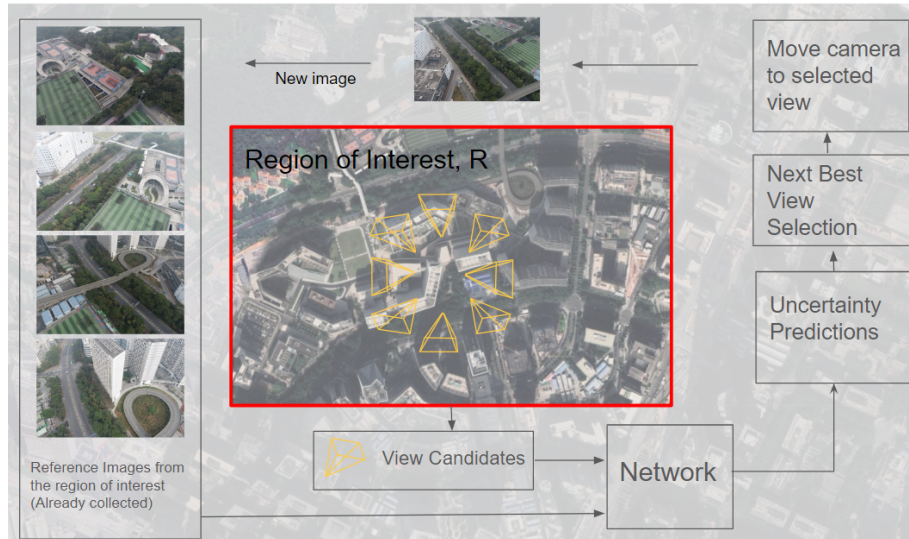 New image
Move camera
to selected
view
Region of Interest, R
Next Best
View
Selection
Uncertainty
Predictions
View Candidates
Network
Reference Images from
the region of interest
(Already collected)